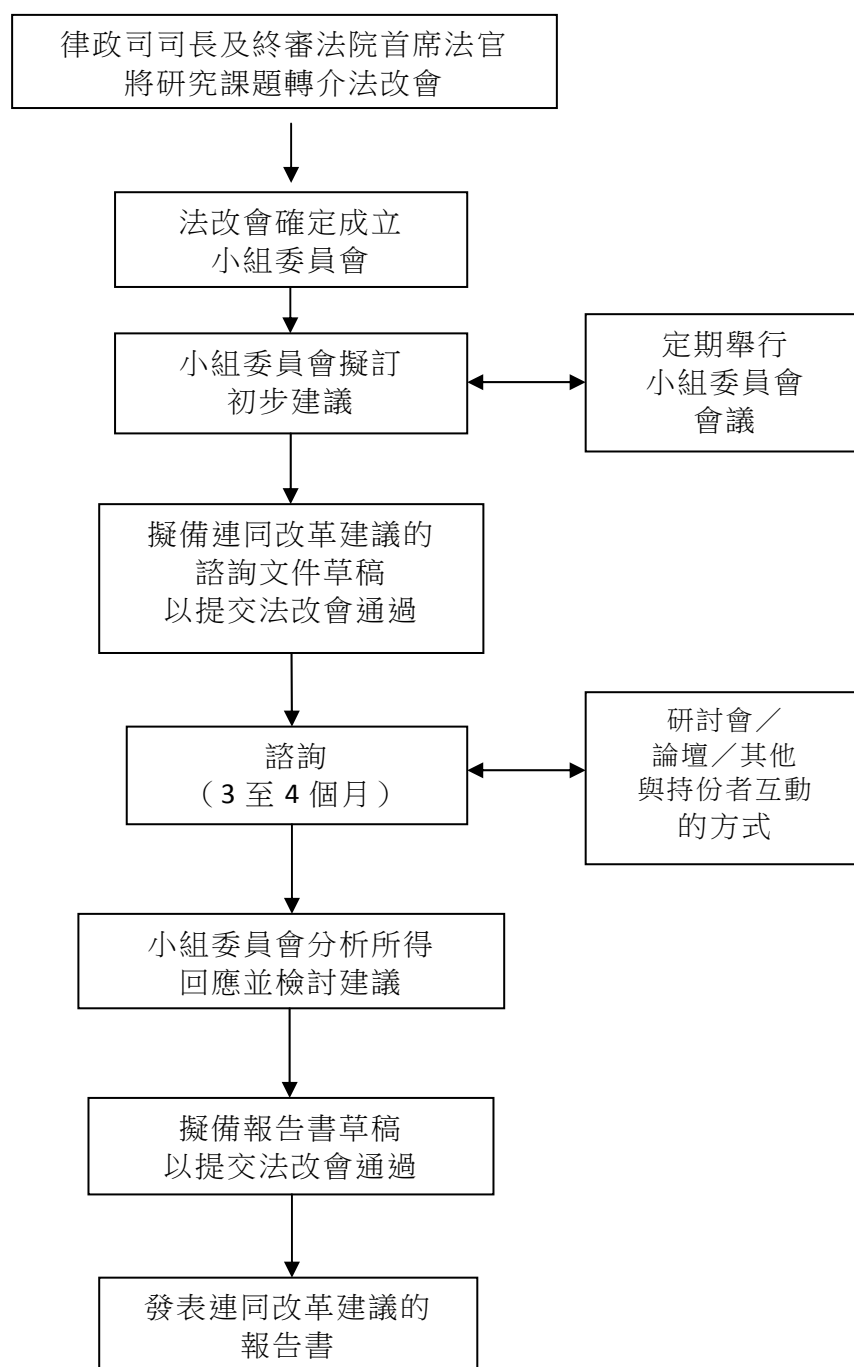 律政司司長及終審法院首席法官
將研究課題轉介法改會
法改會確定成立
小組委員會
小組委員會擬訂
初步建議
定期舉行
小組委員會
會議
擬備連同改革建議的
諮詢文件草稿
以提交法改會通過
諮詢
（3 至 4 個月）
研討會／
論壇／其他
與持份者互動
的方式
小組委員會分析所得
回應並檢討建議
擬備報告書草稿
以提交法改會通過
發表連同改革建議的
報告書